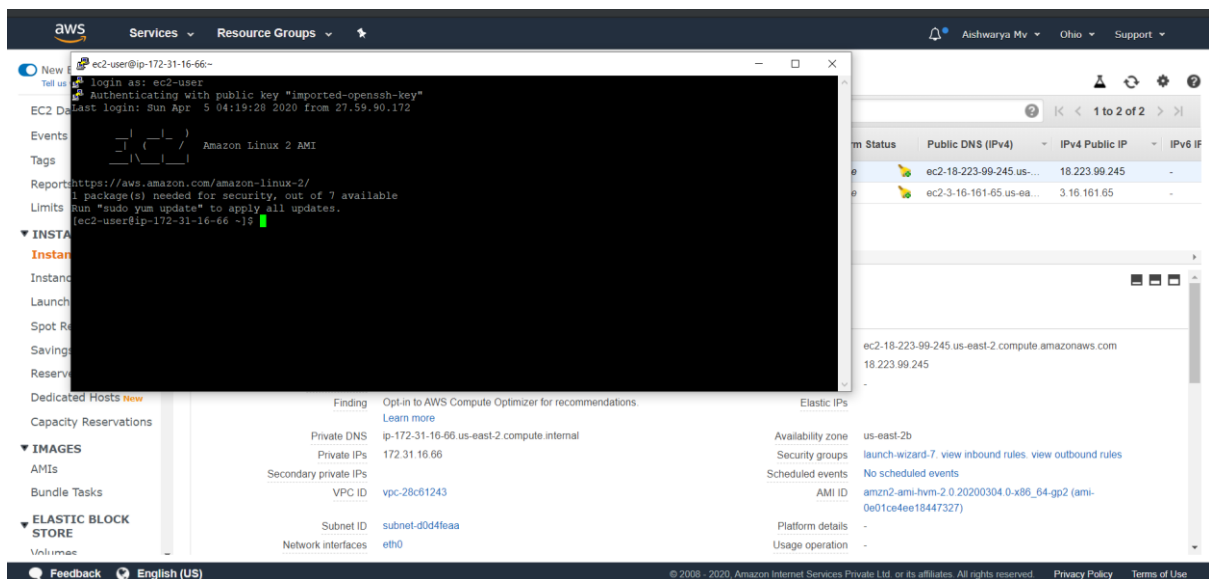 aws Services Resource Groups Aishwarya Mv Ohio Support
New
Tell us
EC2
Events
Tags
Reports
Limits
INSTA
Instan
Instanc
Launch
Spot Re
Savings
Reserve
Dedicated Hosts New
Capacity Reservations
IMAGES
AMIs
Bundle Tasks
ELASTIC BLOCK
STORE
Volumes
ec2-user@ip-172-31-16-66:~
login as: ec2-user
Authenticating with public key "imported-openssh-key"
Last login: Sun Apr 5 04:19:28 2020 from 27.59.90.172
__| __|_ )
_| ( / Amazon Linux 2 AMI
___|\___|___|
https://aws.amazon.com/amazon-linux-2/
1 package(s) needed for security, out of 7 available
Run "sudo yum update" to apply all updates.
[ec2-user@ip-172-31-16-66 ~]$
1 to 2 of 2
m Status Public DNS (IPv4) IPv4 Public IP IPv6 IF
e ec2-18-223-99-245.us-... 18.223.99.245 -
e ec2-3-16-161-65.us-ea... 3.16.161.65 -
ec2-18-223-99-245.us-east-2.compute.amazonaws.com
18.223.99.245
-
Finding Opt-in to AWS Compute Optimizer for recommendations. Elastic IPs
Learn more
Private DNS ip-172-31-16-66.us-east-2.compute.internal Availability zone us-east-2b
Private IPs 172.31.16.66 Security groups launch-wizard-7. view inbound rules. view outbound rules
Secondary private IPs Scheduled events No scheduled events
VPC ID vpc-28c61243 AMI ID amzn2-ami-hvm-2.0.20200304.0-x86_64-gp2 (ami-
0e01ce4ee18447327)
Subnet ID subnet-d0d4feaa Platform details -
Network interfaces eth0 Usage operation -
Feedback English (US) © 2008 - 2020, Amazon Internet Services Private Ltd. or its affiliates. All rights reserved. Privacy Policy Terms of Use